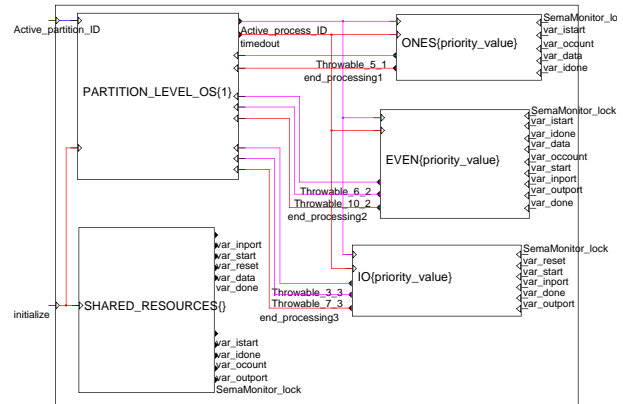 Active_partition_ID
PARTITION_LEVEL_OS{1}
Active_process_ID
timedout
Throwable_5_1
end_processing1
ONES{priority_value}
SemaMonitor_lo
var_istart
var_ocount
var_data
var_idone
Throwable_6_2
Throwable_10_2
end_processing2
EVEN{priority_value}
SemaMonitor_lock
var_istart
var_idone
var_data
var_occount
var_start
var_inport
var_outport
var_done
Throwable_3_3
Throwable_7_3
end_processing3
IO{priority_value}
SemaMonitor_lock
var_reset
var_start
var_inport
var_done
var_outport
initialize
SHARED_RESOURCES{}
var_inport
var_start
var_reset
var_data
var_done
var_istart
var_idone
var_ocount
var_outport
SemaMonitor_lock